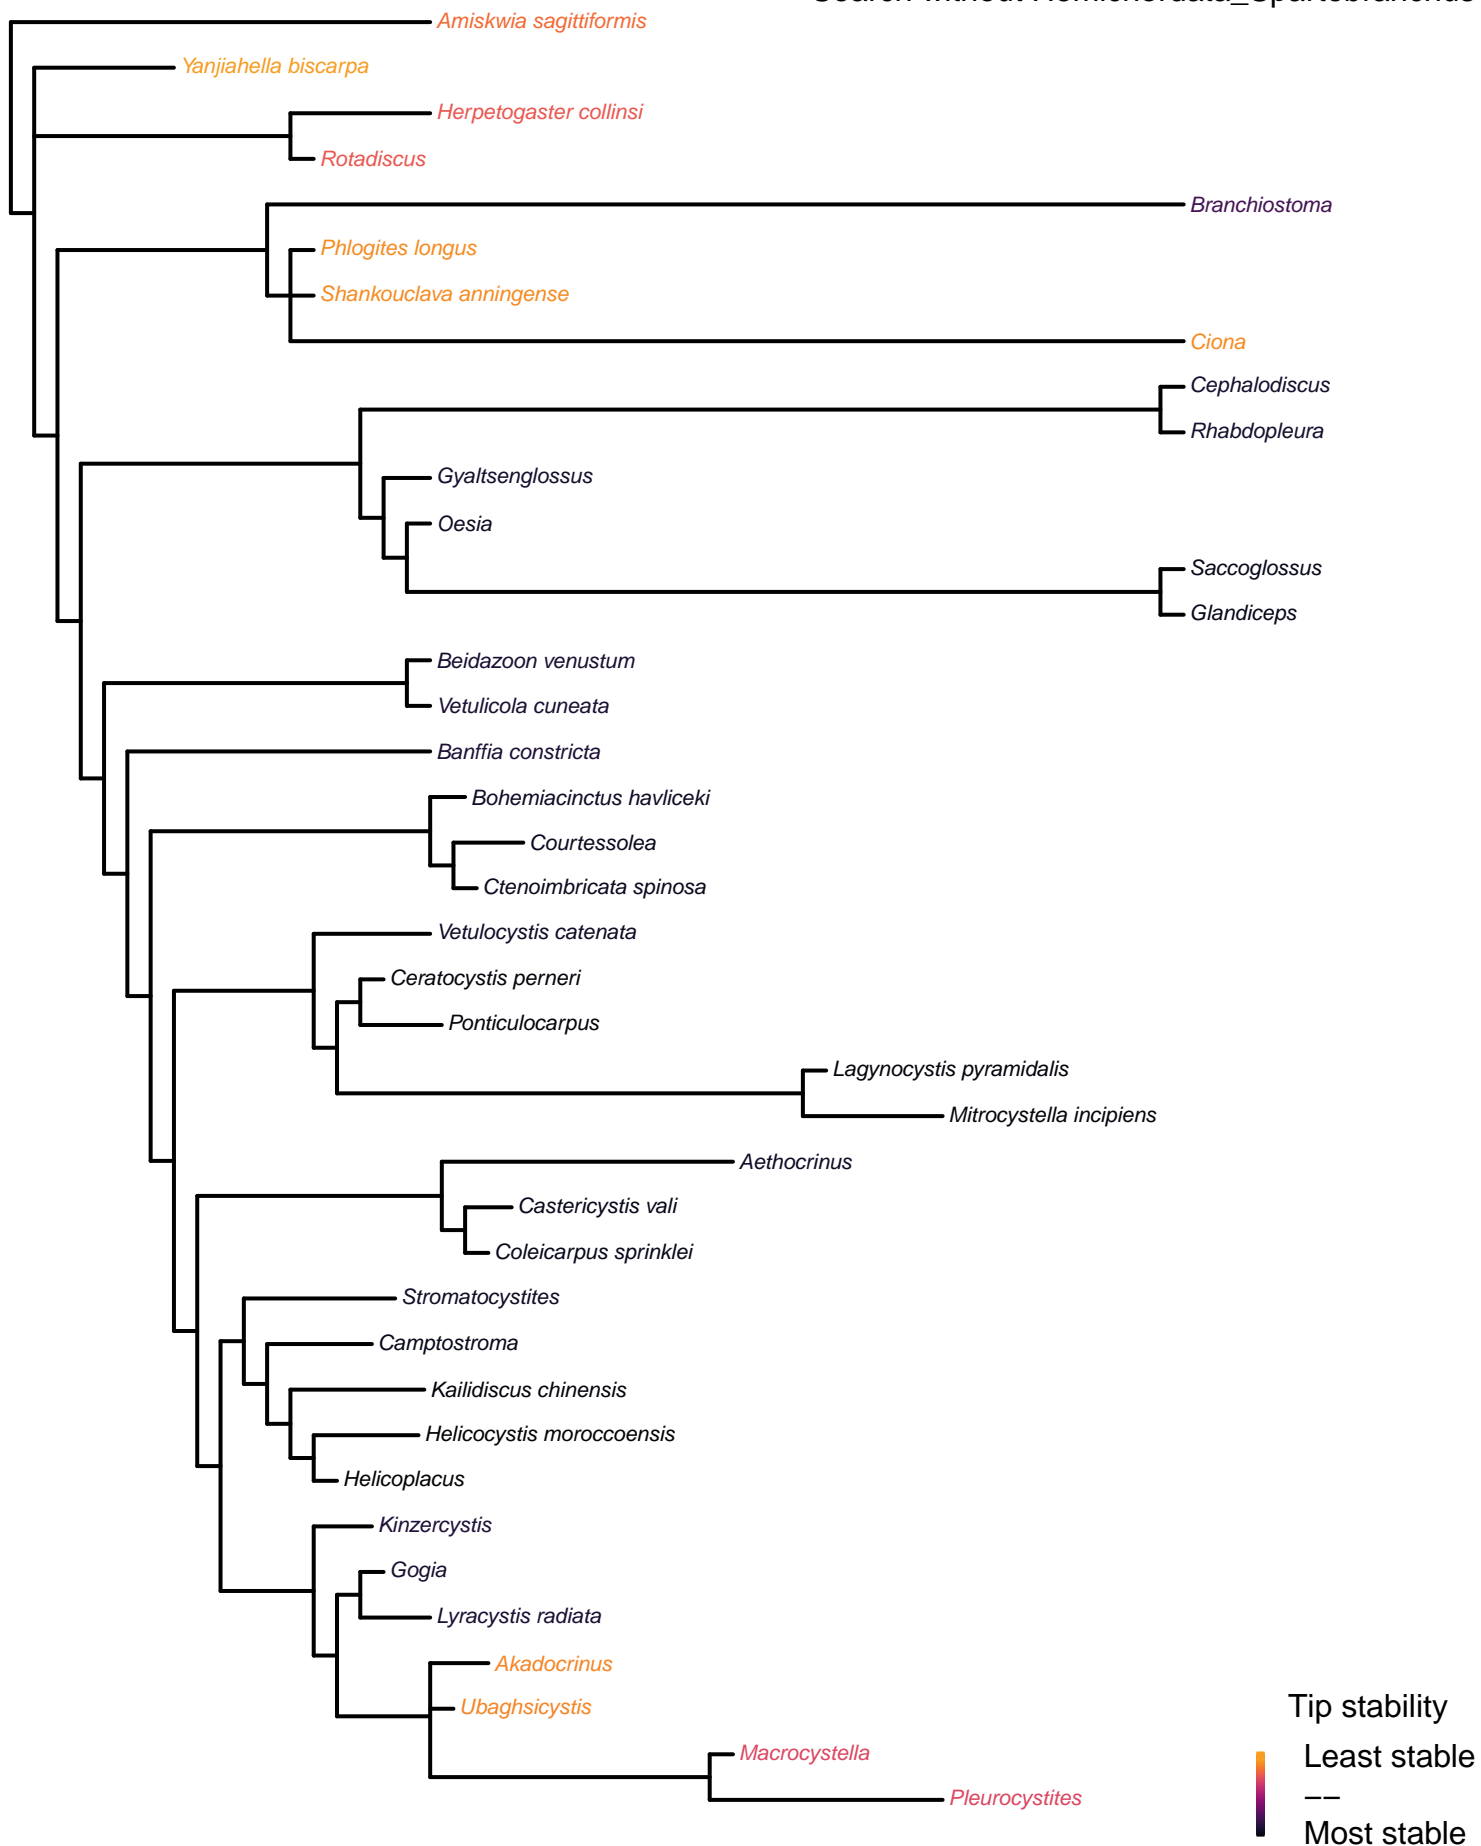 Amiskwia sagittiformis
Yanjiahella biscarpa
Herpetogaster collinsi
Rotadiscus
Branchiostoma
Phlogites longus
Shankouclava anningense
Ciona
Cephalodiscus
Rhabdopleura
Gyaltsenglossus
Oesia
Saccoglossus
Glandiceps
Beidazoon venustum
Vetulicola cuneata
Banffia constricta
Bohemiacinctus havliceki
Courtessolea
Ctenoimbricata spinosa
Vetulocystis catenata
Ceratocystis perneri
Ponticulocarpus
Lagynocystis pyramidalis
Mitrocystella incipiens
Aethocrinus
Castericystis vali
Coleicarpus sprinklei
Stromatocystites
Camptostroma
Kailidiscus chinensis
Helicocystis moroccoensis
Helicoplacus
Kinzercystis
Gogia
Lyracystis radiata
Akadocrinus
Ubaghsicystis
Macrocystella
Pleurocystites
Tip stability
Least stable
−−
Most stable